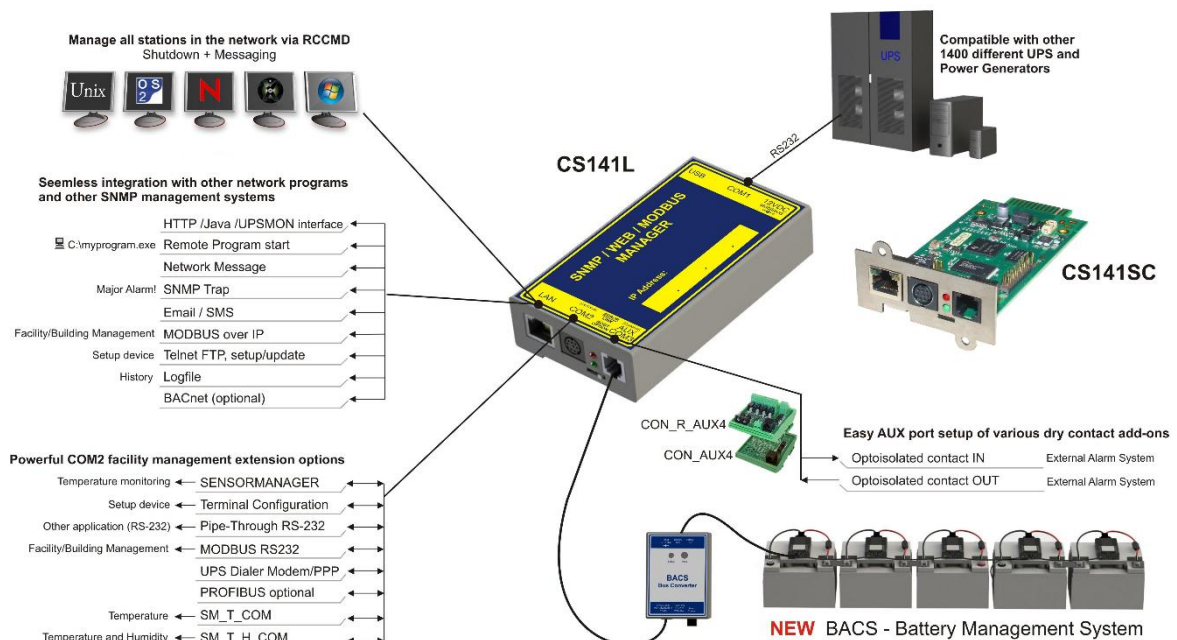 Manage all stations in the network via RCCMD
Shutdown + Messaging
Unix
OS
2
N
Compatible with other
1400 different UPS and
Power Generators
UPS
RS232
CS141L
USB
COM1
12VDC
SNMP / WEB / MODBUS
MANAGER
IP Address:
LAN
COM2
AUX
COM3
CS141SC
Seemless integration with other network programs
and other SNMP management systems
HTTP /Java /UPSMON interface
C:\myprogram.exe Remote Program start
Network Message
Major Alarm! SNMP Trap
Email / SMS
Facility/Building Management MODBUS over IP
Setup device Telnet FTP, setup/update
History Logfile
BACnet (optional)
CON_R_AUX4
CON_AUX4
Easy AUX port setup of various dry contact add-ons
Optoisolated contact IN External Alarm System
Optoisolated contact OUT External Alarm System
Powerful COM2 facility management extension options
Temperature monitoring SENSORMANAGER
Setup device Terminal Configuration
Other application (RS-232) Pipe-Through RS-232
Facility/Building Management MODBUS RS232
UPS Dialer Modem/PPP
PROFIBUS optional
Temperature SM_T_COM
Temperature and Humidity SM_T_H_COM
BACS
Bus Converter
NEW BACS - Battery Management System